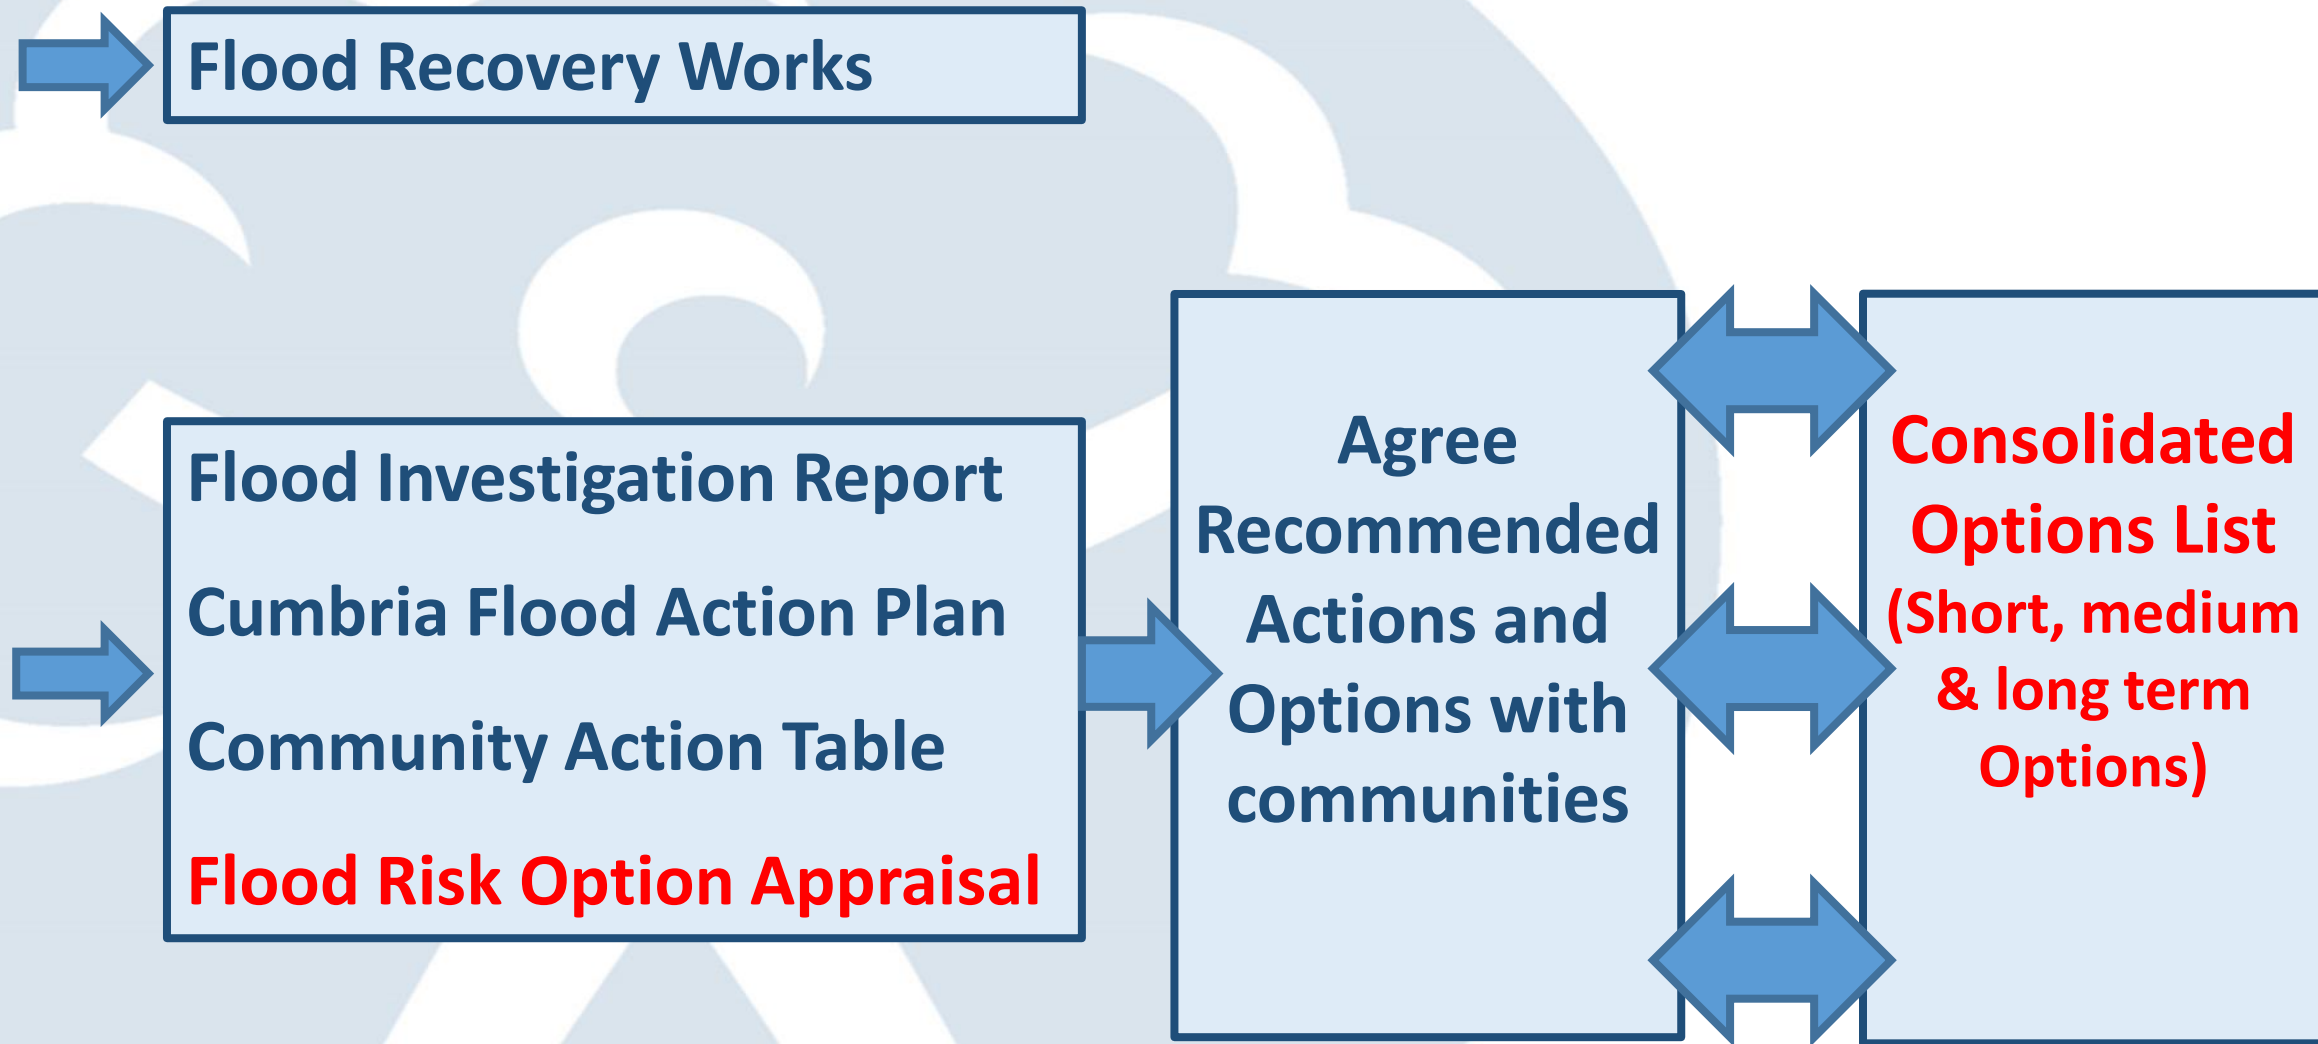 Flood Recovery Works
Flood Investigation Report
Cumbria Flood Action Plan
Community Action Table
Flood Risk Option Appraisal
Agree
Recommended
Actions and
Options with
communities
Consolidated
Options List
(Short, medium
& long term
Options)